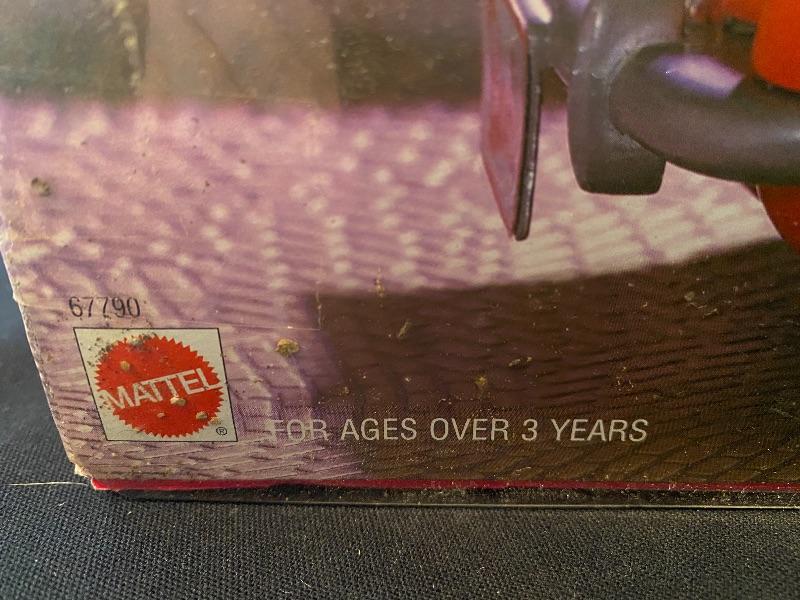 67790
MATTEL
®
FOR AGES OVER 3 YEARS